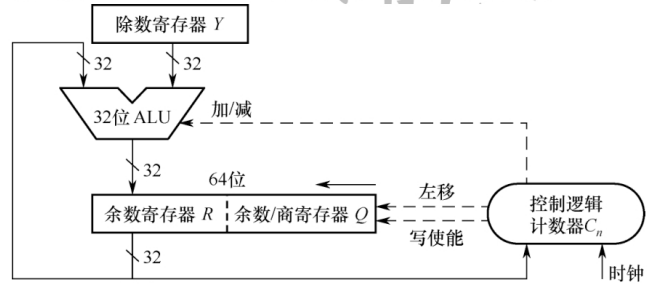 除数寄存器 Y
32
32
32位 ALU
加/减
32
64位
左移
余数寄存器 R
余数/商寄存器 Q
控制逻辑
计数器Cn
写使能
32
时钟